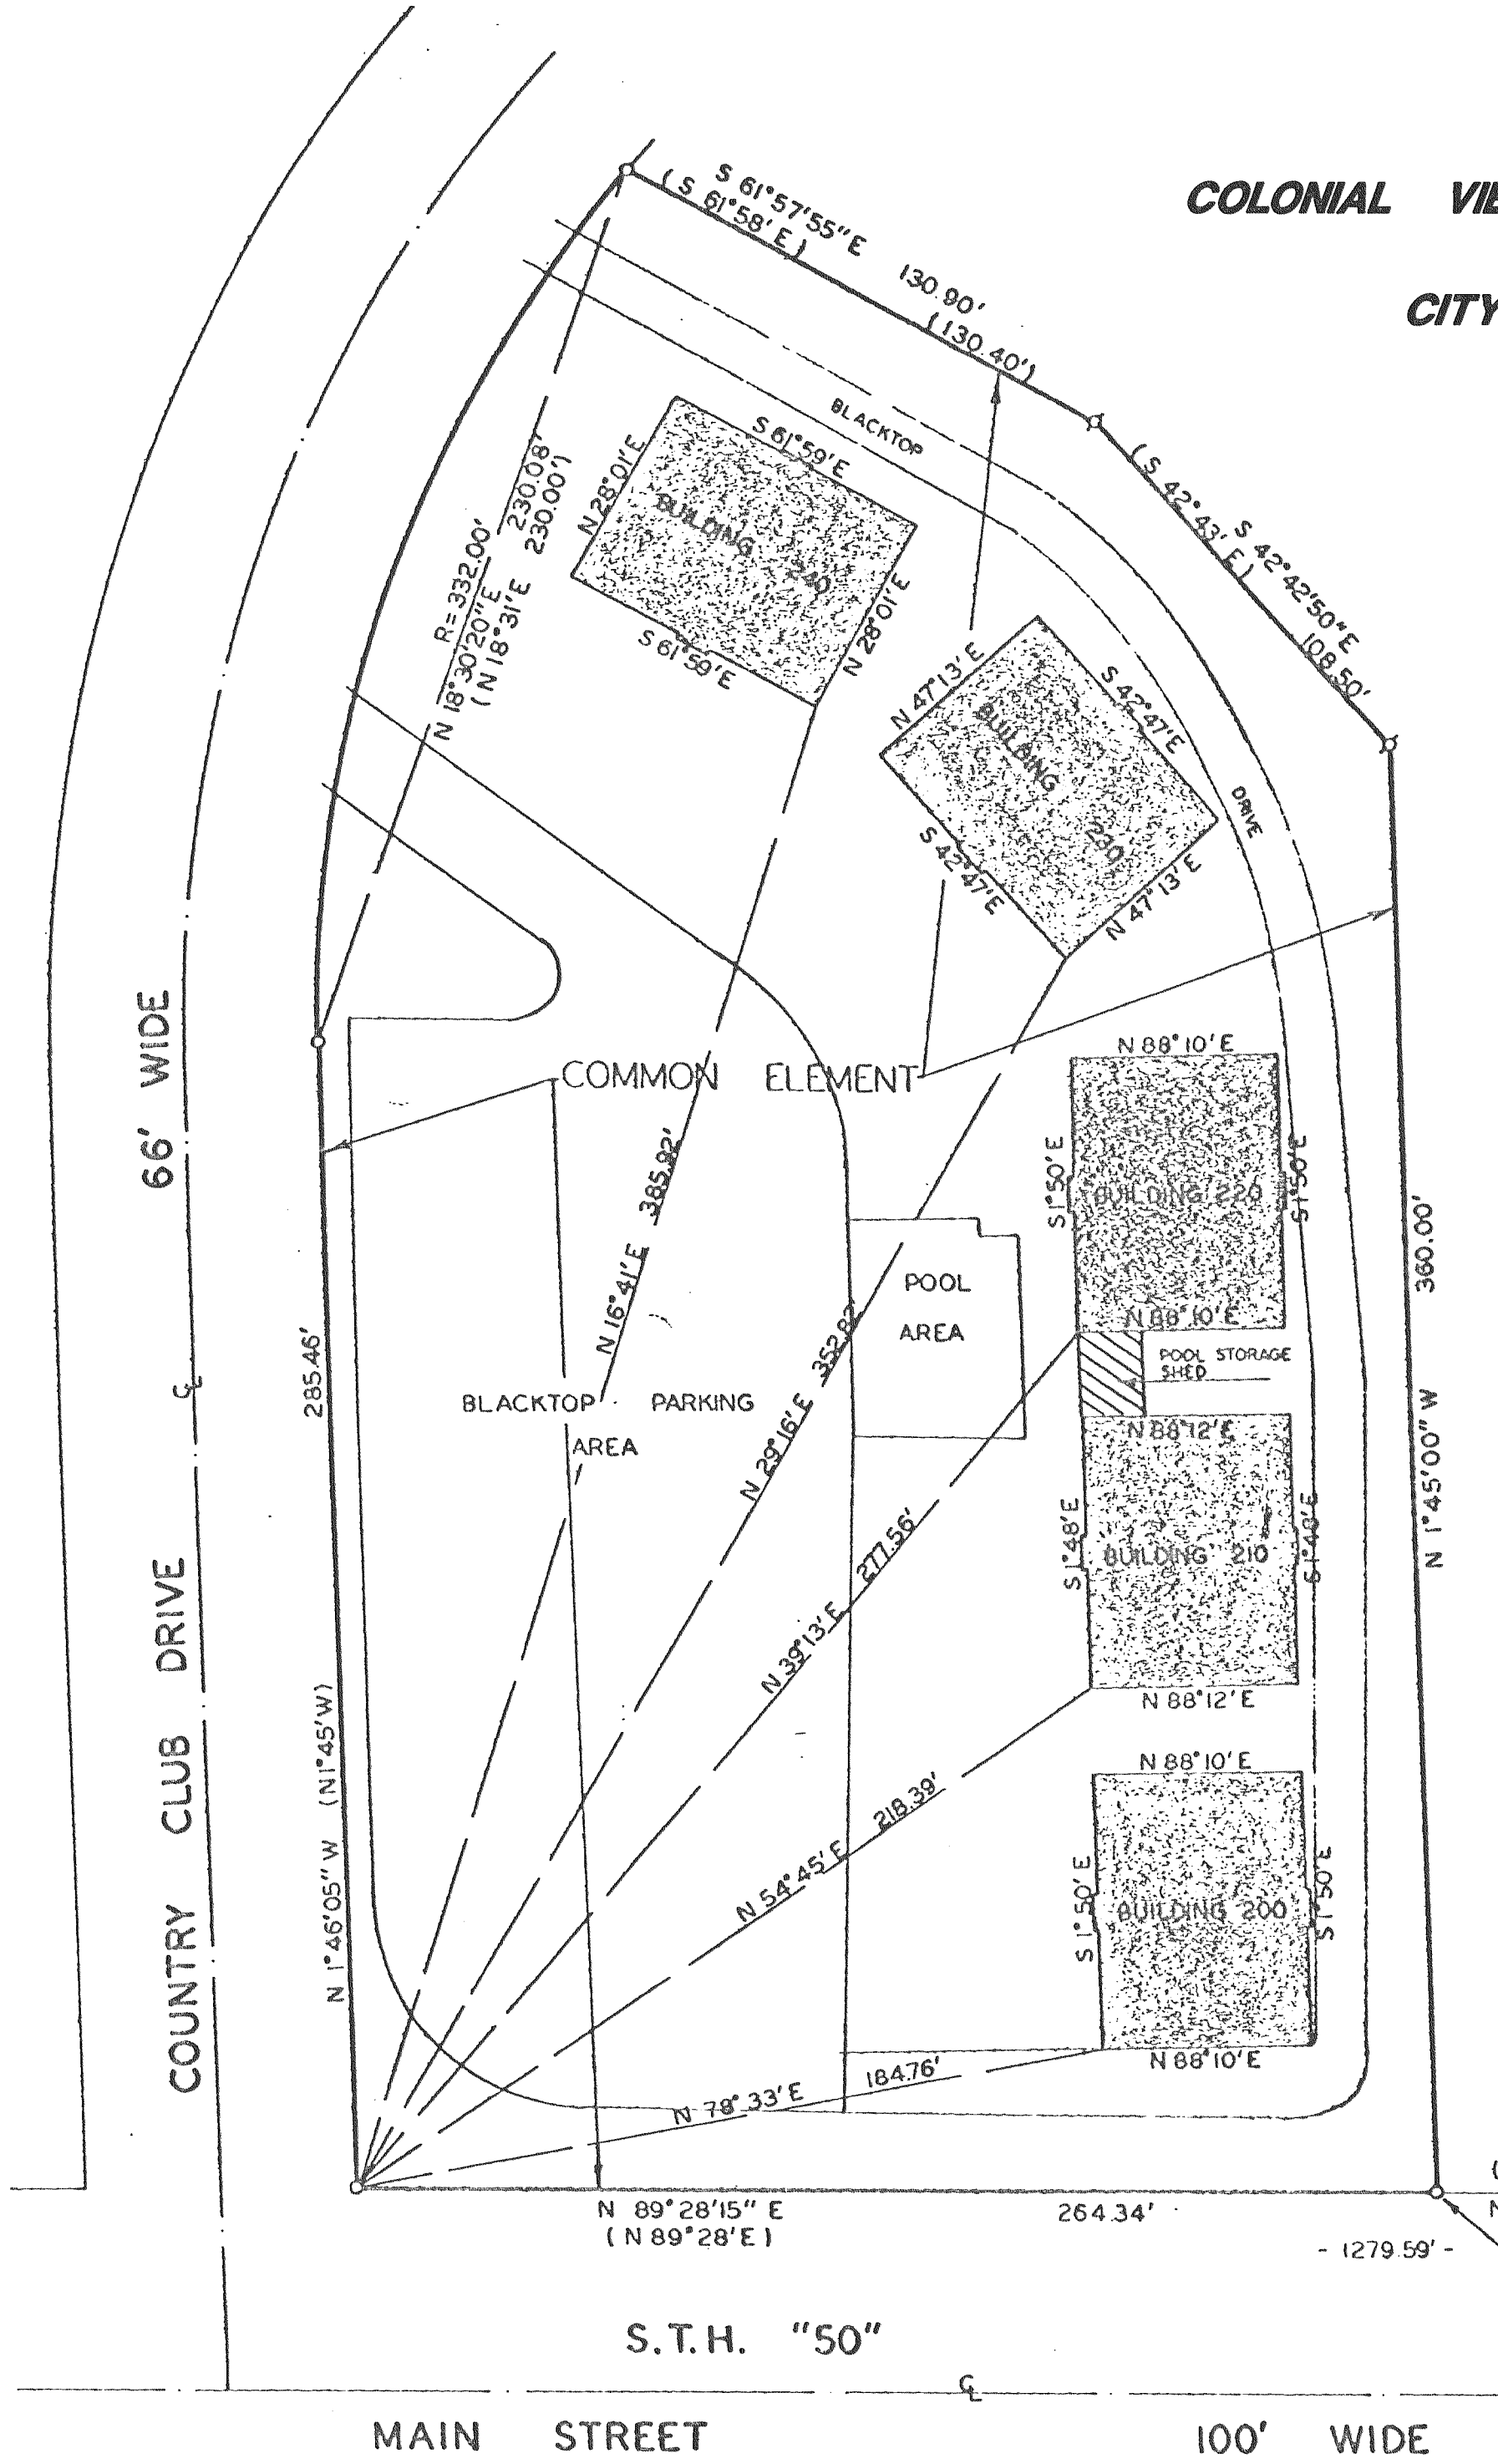 COLONIAL
CITY
S 61°57'55" E
( S 61°58' E )
130.90'
(130.40')
BLACKTOP
( S 42°43' E )
S 42°42'50" E
108.50'
R=332.00'
N 18°30'20" E 230.08'
( N 18°31' E 230.00')
N 28°01' E
S 61°59' E
BUILDING 240
N 28°01' E
S 61°59' E
N 47°13' E
S 42°47' E
BUILDING 230
S 42°47' E
N 47°13' E
DRIVE
66' WIDE
COMMON ELEMENT
N 88°10' E
S 1°50' E
BUILDING 220
S 1°50' E
N 88°10' E
360.00'
N 1°45'00" W
N 16°41' E 385.92'
POOL
AREA
POOL STORAGE
SHED
N 29°16' E 352.82'
285.46'
℄
BLACKTOP PARKING
AREA
N 88°12' E
S 1°48' E
BUILDING 210
S 1°48' E
N 88°12' E
N 39°13' E 277.56'
N 54°45' E 218.39'
N 1°46'05" W (N 1°45' W)
COUNTRY CLUB DRIVE
N 88°10' E
S 1°50' E
BUILDING 200
S 1°50' E
N 88°10' E
N 78°33' E 184.76'
N 89°28'15" E 264.34'
( N 89°28' E )
- 1279.59' -
S.T.H. "50"
℄
MAIN STREET 100' WIDE